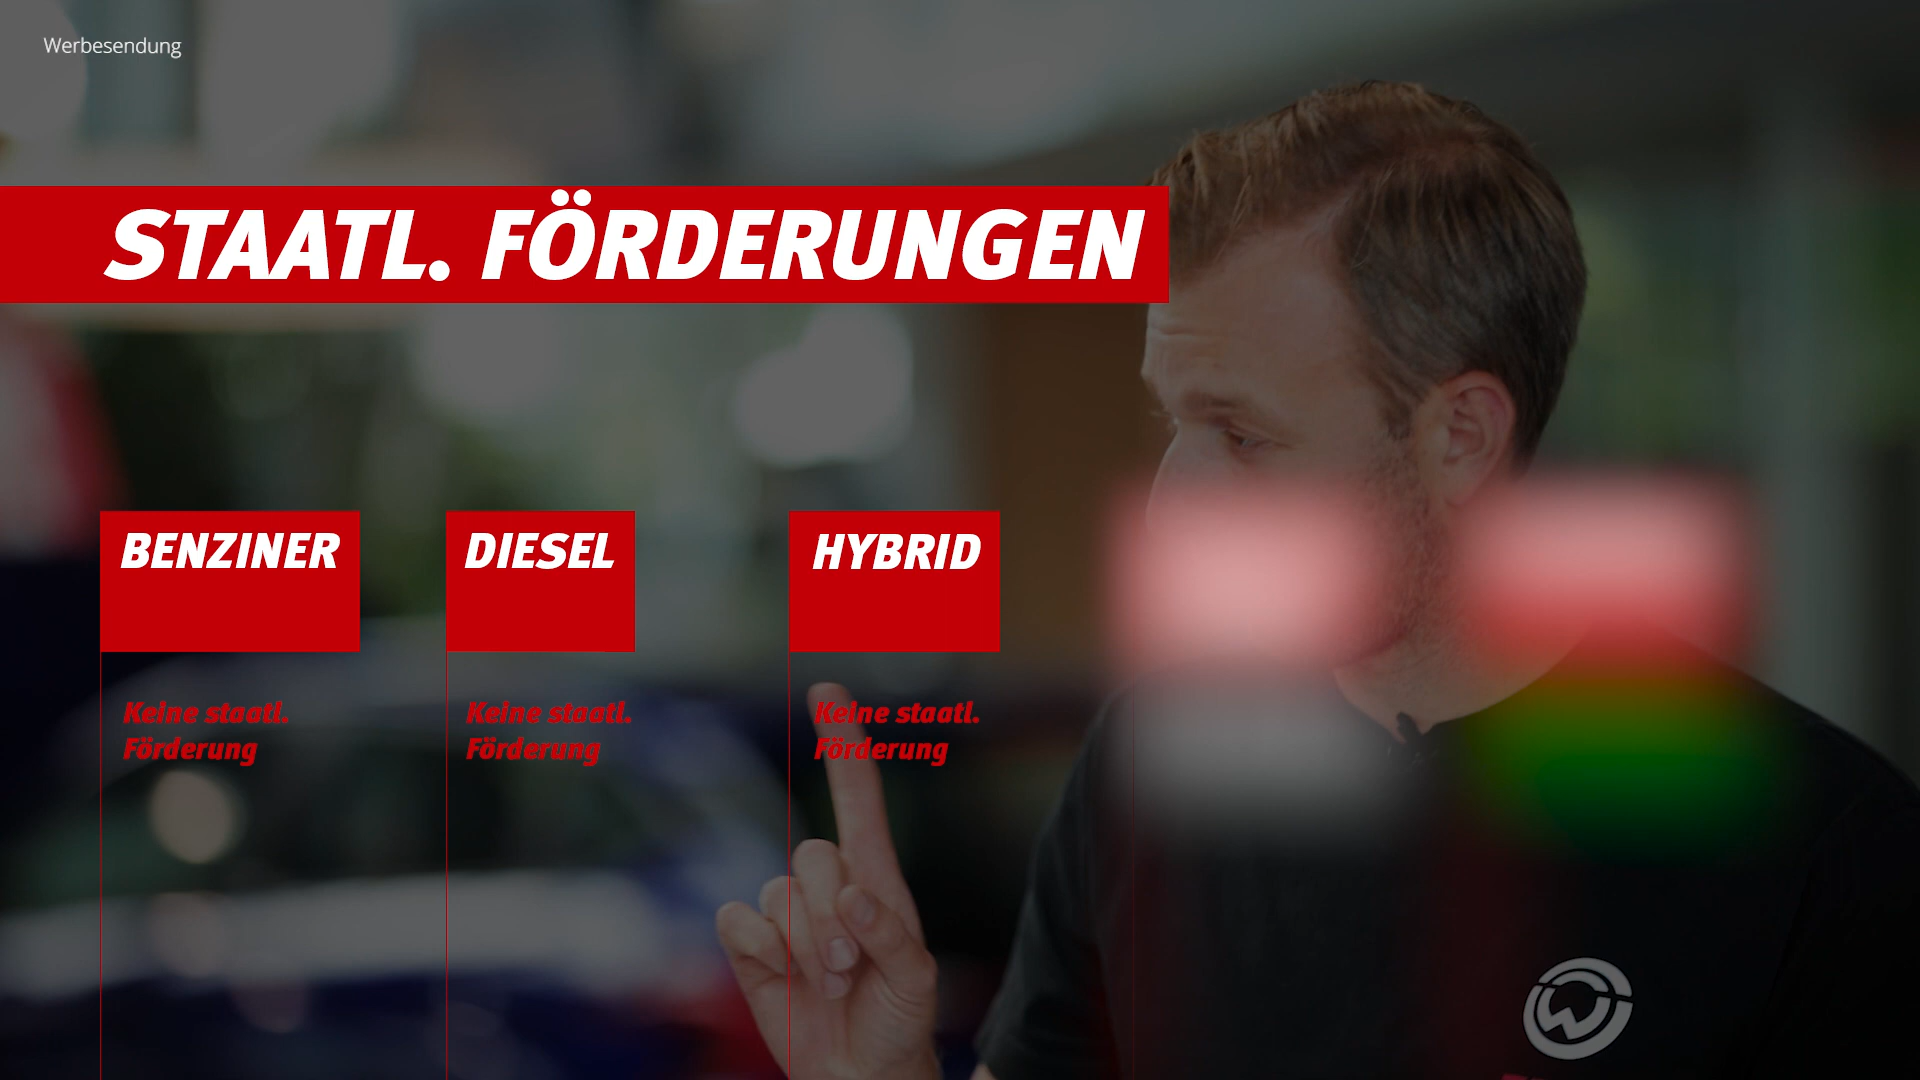 Werbesendung
STAATL. FÖRDERUNGEN
BENZINER
DIESEL
HYBRID
Keine staatl.
Förderung
Keine staatl.
Förderung
Keine staatl.
Förderung